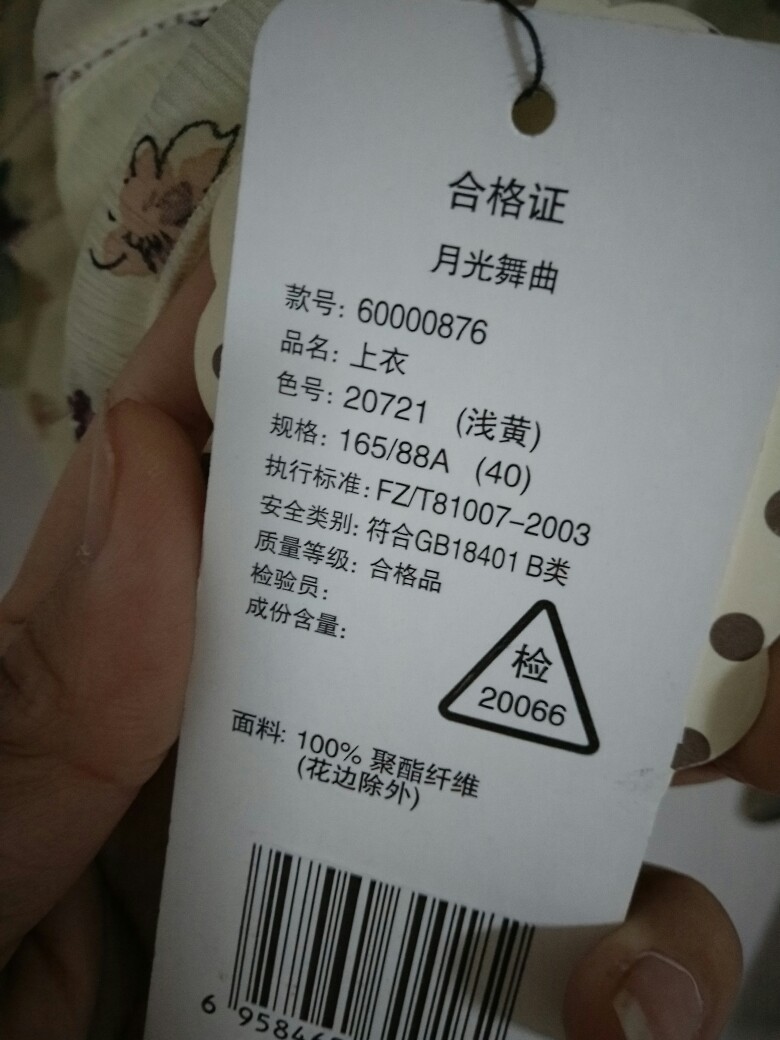 合格证
月光舞曲
款号: 60000876
品名: 上衣
色号: 20721 (浅黄)
规格: 165/88A (40)
执行标准: FZ/T81007-2003
安全类别: 符合GB18401 B类
质量等级: 合格品
检验员:
成份含量:
检
20066
面料: 100% 聚酯纤维
(花边除外)
6 95846